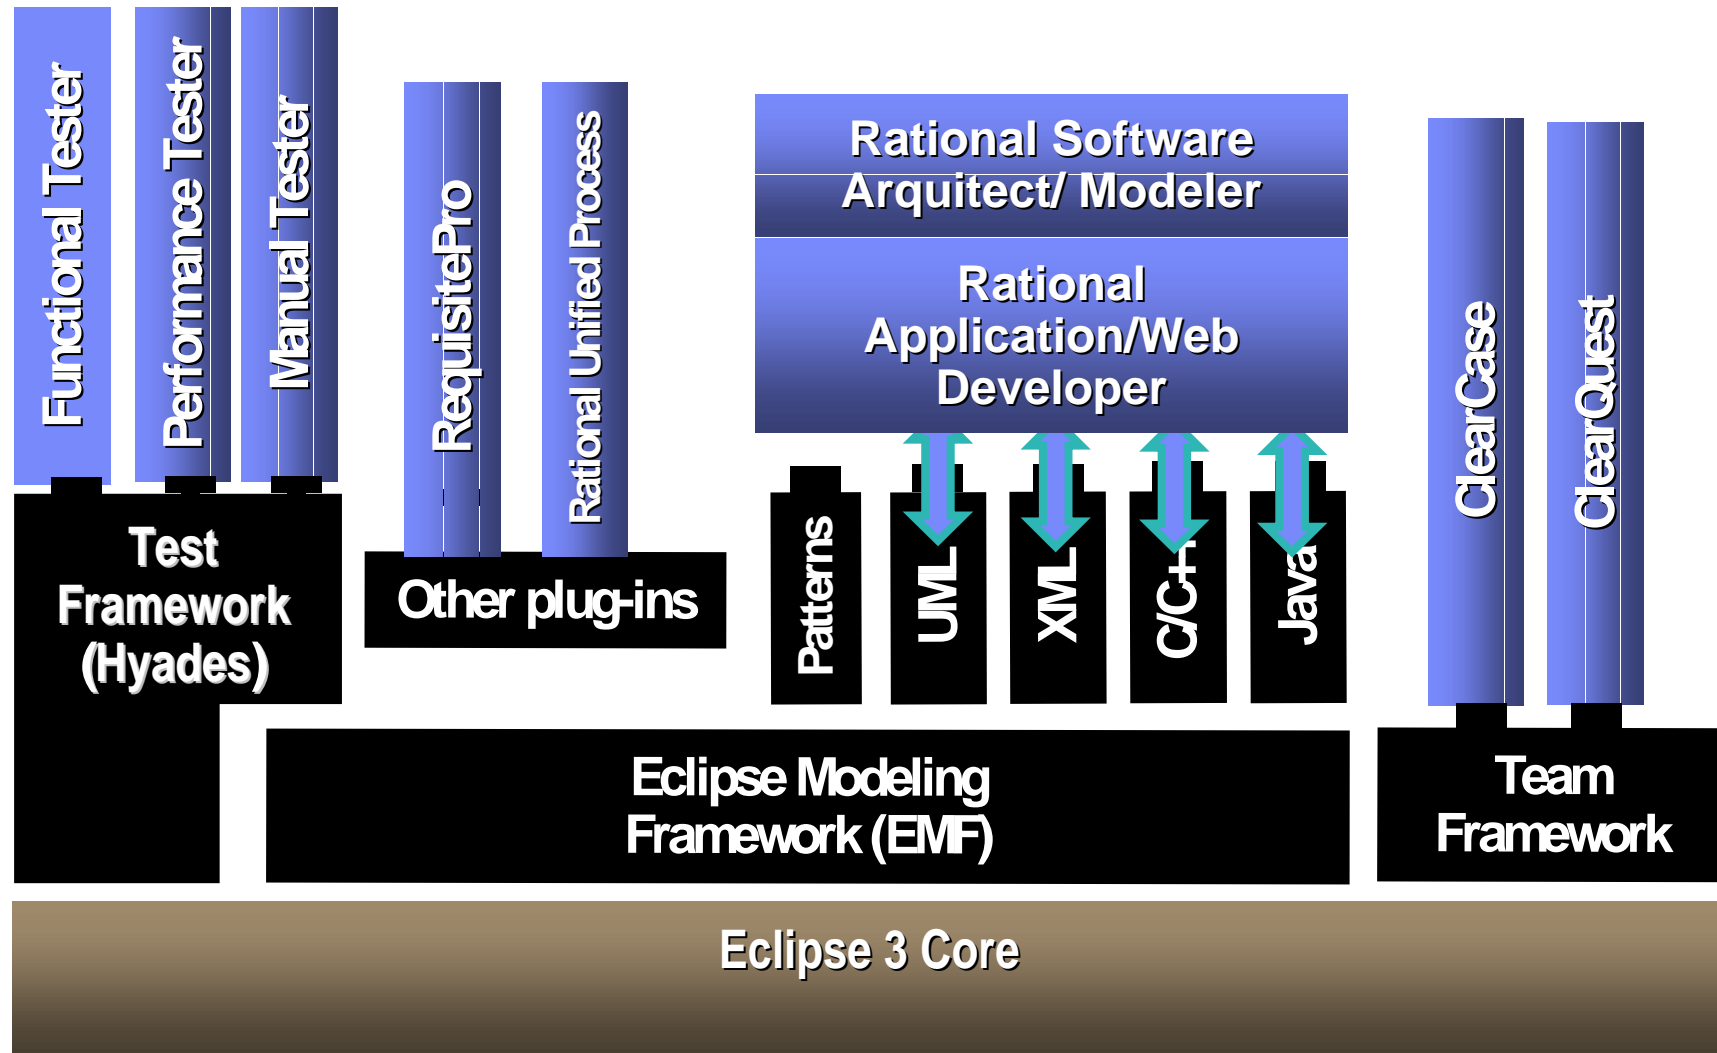 Functional Tester
Performance Tester
Manual Tester
RequisitePro
Rational Unified Process
Rational Software
Arquitect/ Modeler
Rational
Application/Web
Developer
ClearCase
ClearQuest
Test
Framework
(Hyades)
Other plug-ins
Patterns
UML
XML
C/C++
Java
Eclipse Modeling
Framework (EMF)
Team
Framework
Eclipse 3 Core